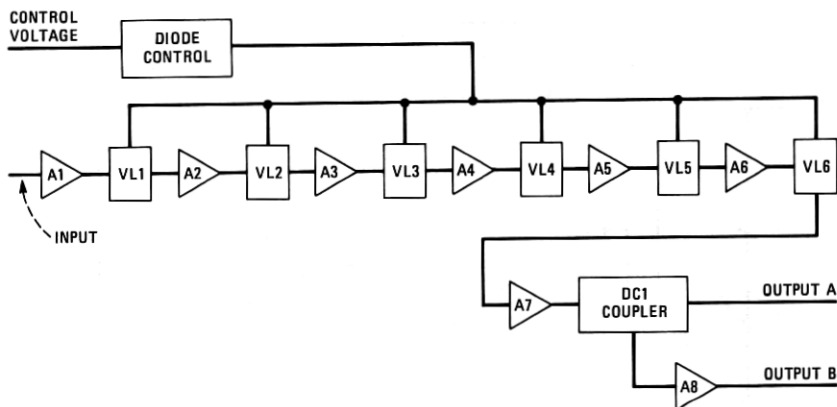 CONTROL
VOLTAGE
DIODE
CONTROL
A1
VL1
A2
VL2
A3
VL3
A4
VL4
A5
VL5
A6
VL6
INPUT
A7
DC1
COUPLER
OUTPUT A
A8
OUTPUT B